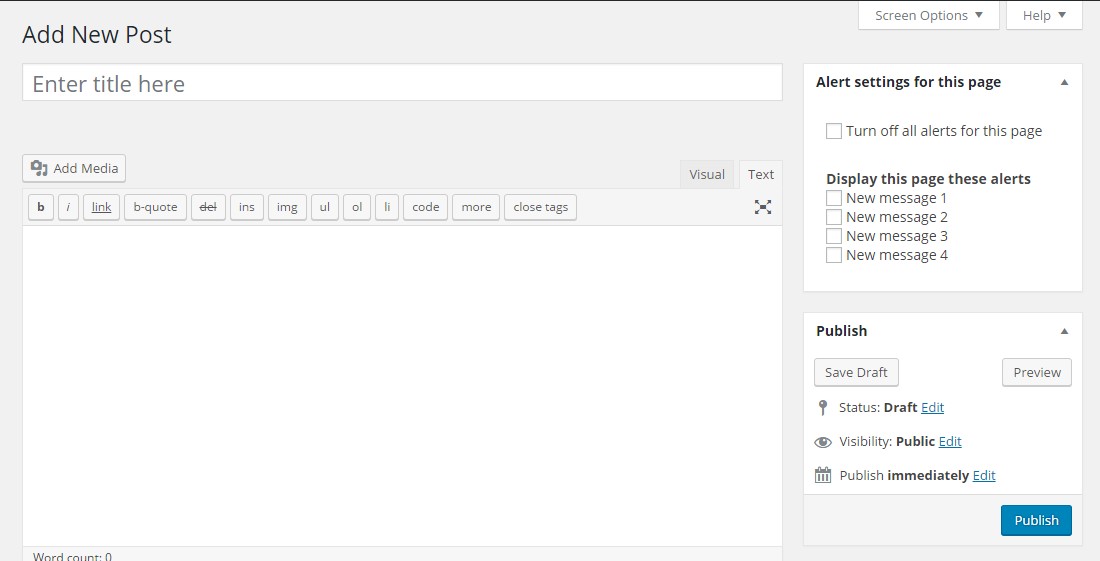 Screen Options
Help
Add New Post
Enter title here
Add Media
Visual
Text
b
i
link
b-quote
del
ins
img
ul
ol
li
code
more
close tags
Word count: 0
Alert settings for this page
Turn off all alerts for this page
Display this page these alerts
New message 1
New message 2
New message 3
New message 4
Publish
Save Draft
Preview
Status: Draft Edit
Visibility: Public Edit
Publish immediately Edit
Publish